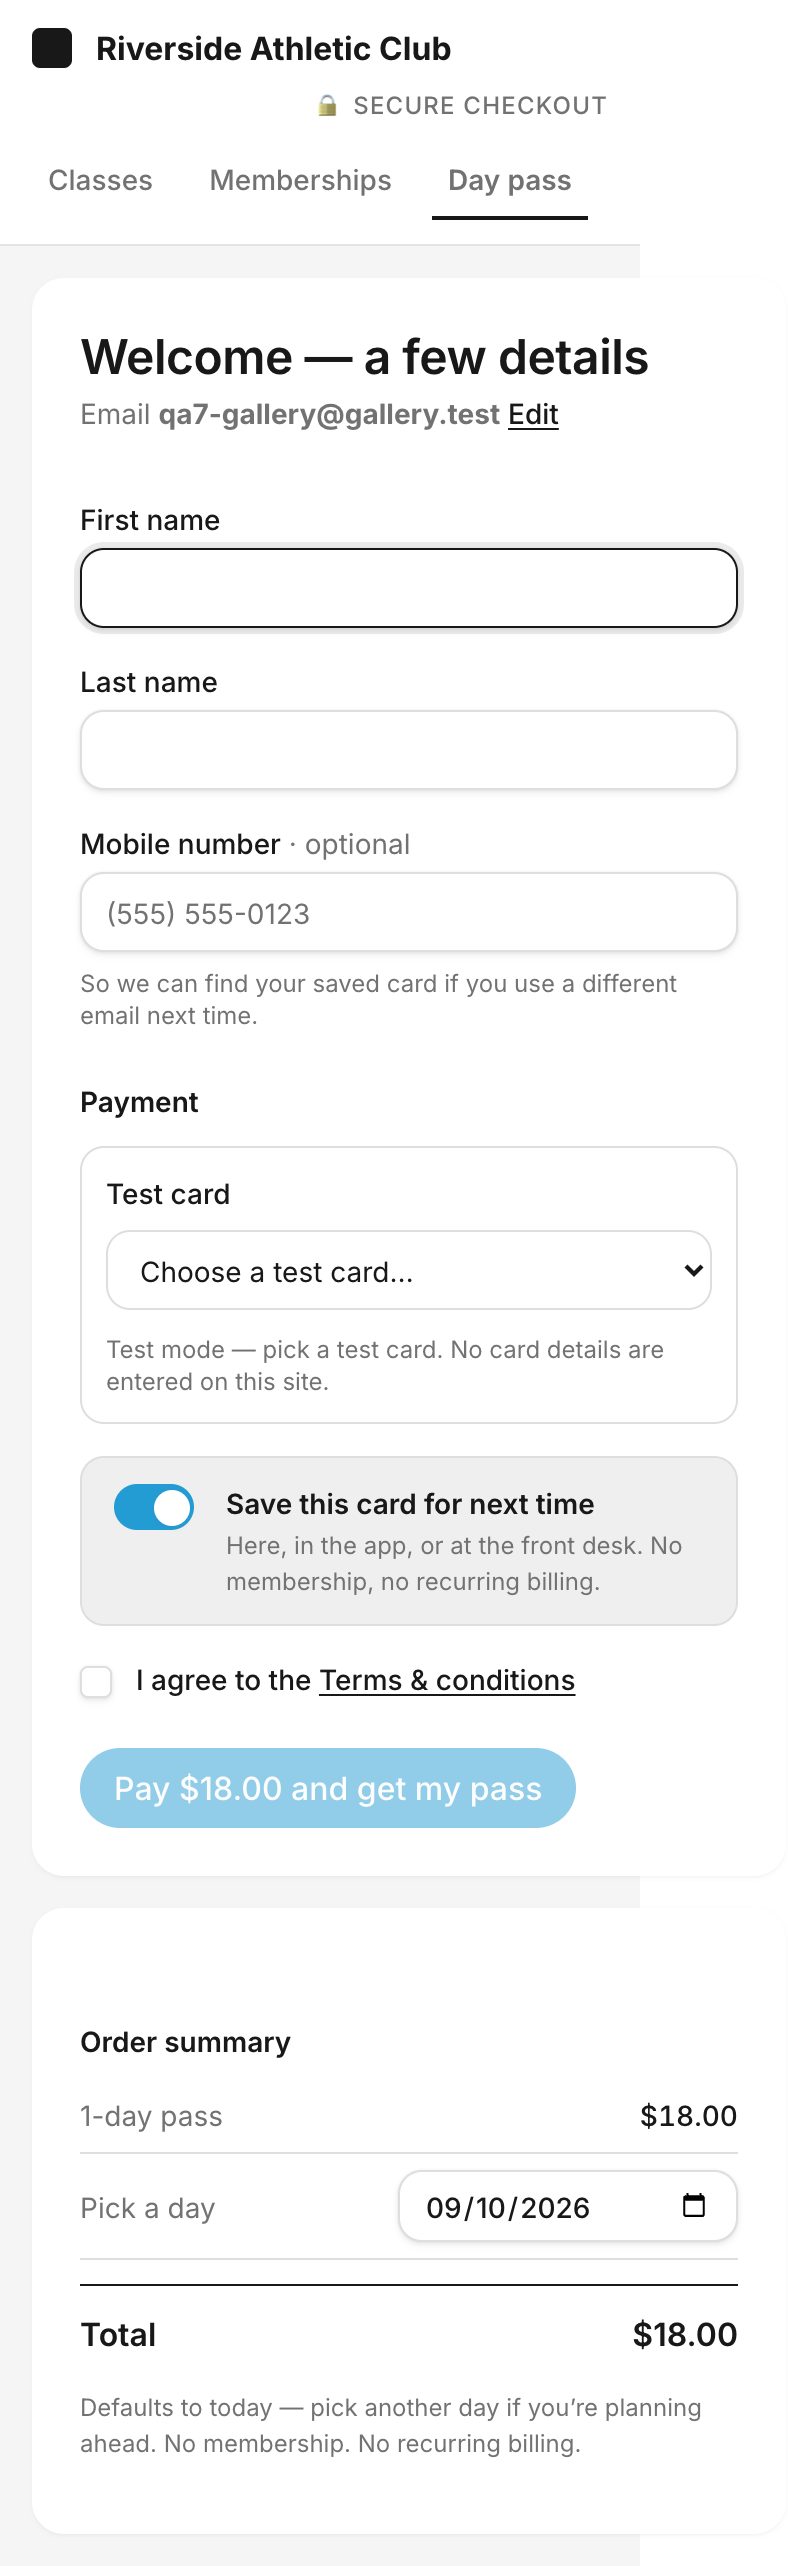 Riverside Athletic Club
🔒 SECURE CHECKOUT
Classes Memberships Day pass
Welcome — a few details
Email qa7-gallery@gallery.test Edit
First name
Last name
Mobile number · optional
(555) 555-0123
So we can find your saved card if you use a different
email next time.
Payment
Test card
Choose a test card...
Test mode — pick a test card. No card details are
entered on this site.
Save this card for next time
Here, in the app, or at the front desk. No
membership, no recurring billing.
I agree to the Terms & conditions
Pay $18.00 and get my pass
Order summary
1-day pass $18.00
Pick a day 09/10/2026
Total $18.00
Defaults to today — pick another day if you’re planning
ahead. No membership. No recurring billing.